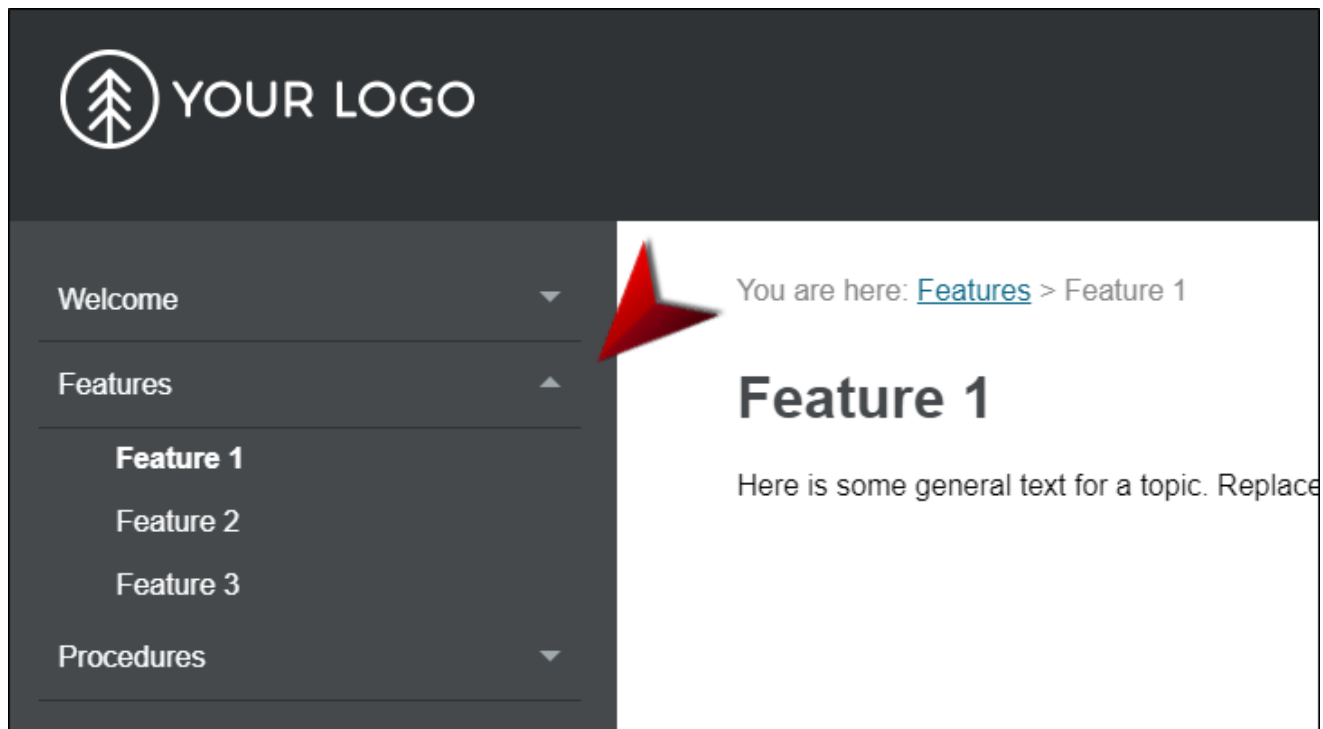 YOUR LOGO
Welcome
Features
Feature 1
Feature 2
Feature 3
Procedures
You are here: Features > Feature 1
Feature 1
Here is some general text for a topic. Replace